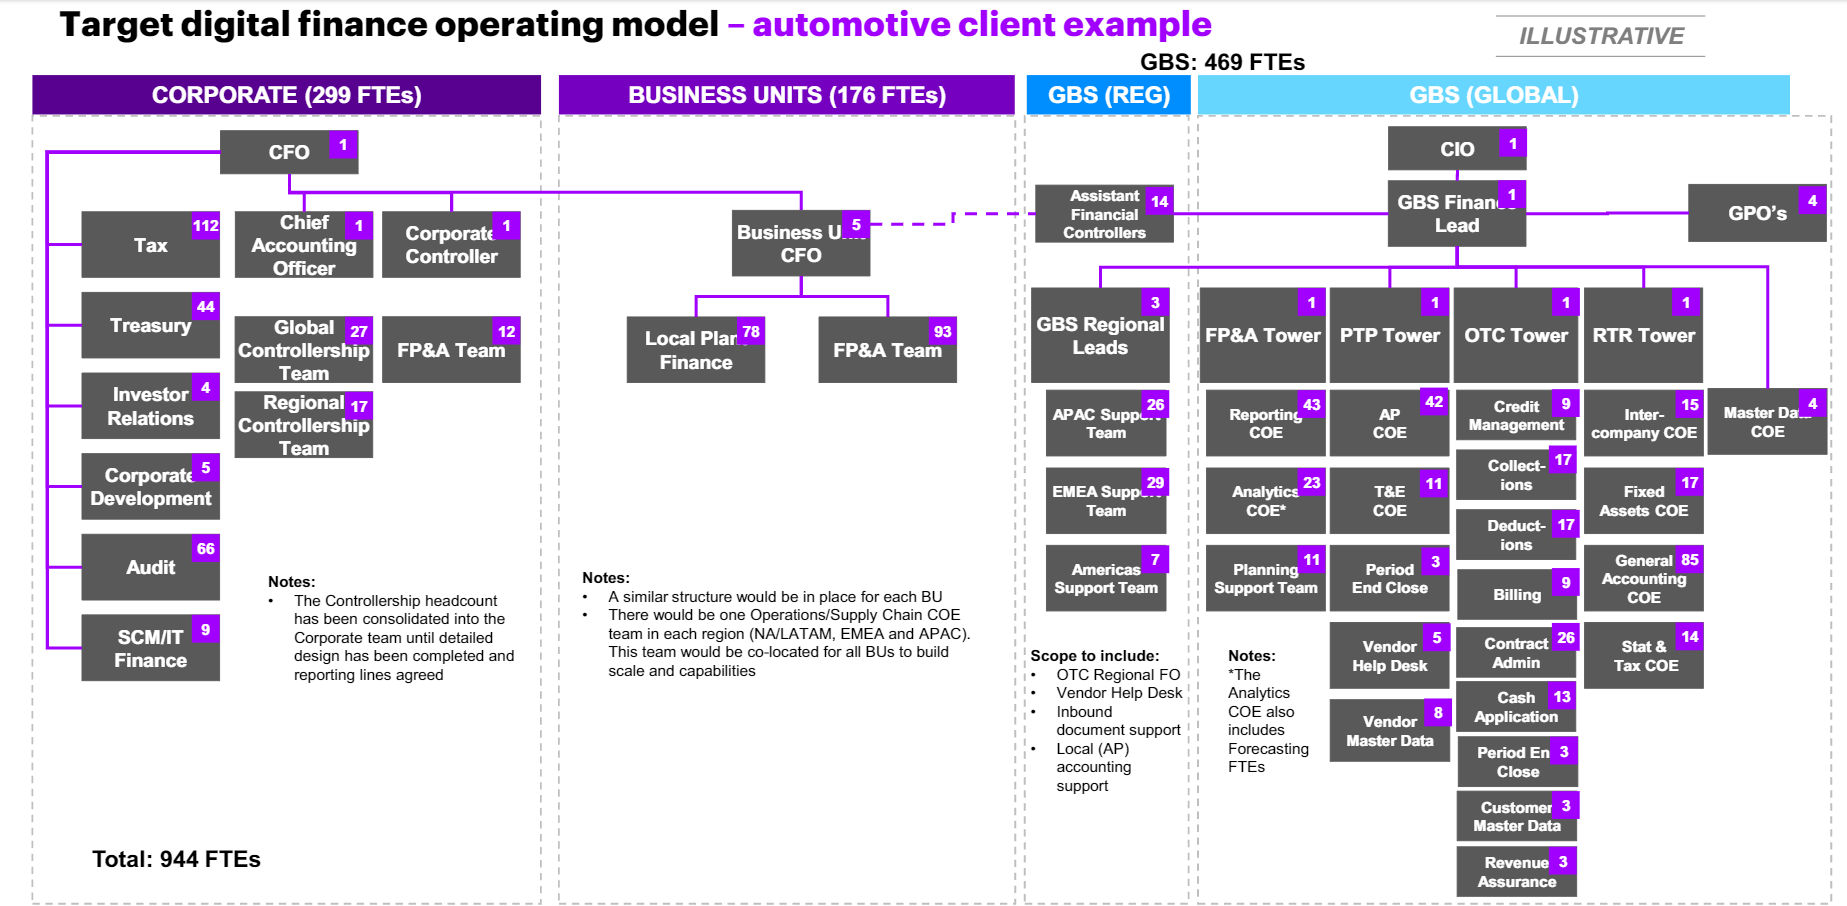 Target digital finance operating model – automotive client example
ILLUSTRATIVE
GBS: 469 FTEs
CORPORATE (299 FTEs)
BUSINESS UNITS (176 FTEs)
GBS (REG)
GBS (GLOBAL)
CFO
1
Tax
112
Treasury
44
Investor
Relations
4
Corporate
Development
5
Audit
66
SCM/IT
Finance
9
Chief
Accounting
Officer
1
Corporate
Controller
1
Global
Controllership
Team
27
FP&A Team
12
Regional
Controllership
Team
17
Notes:
• The Controllership headcount
has been consolidated into the
Corporate team until detailed
design has been completed and
reporting lines agreed
Total: 944 FTEs
Business U
CFO
5
Local Plan
Finance
78
FP&A Team
93
Notes:
• A similar structure would be in place for each BU
• There would be one Operations/Supply Chain COE
team in each region (NA/LATAM, EMEA and APAC).
This team would be co-located for all BUs to build
scale and capabilities
Assistant
Financial
Controllers
14
GBS Regional
Leads
3
APAC Support
Team
26
EMEA Support
Team
29
Americas
Support Team
7
Scope to include:
• OTC Regional FO
• Vendor Help Desk
• Inbound
document support
• Local (AP)
accounting
support
CIO
1
GBS Finance
Lead
1
GPO's
4
FP&A Tower
1
Reporting
COE
43
Analytics
COE*
23
Planning
Support Team
11
Notes:
*The
Analytics
COE also
includes
Forecasting
FTEs
PTP Tower
1
AP
COE
42
T&E
COE
11
Period
End Close
3
Vendor
Help Desk
5
Vendor
Master Data
8
OTC Tower
1
Credit
Management
9
Collect-
ions
17
Deduct-
ions
17
Billing
9
Contract
Admin
26
Cash
Application
13
Period End
Close
3
Customer
Master Data
3
Revenue
Assurance
3
RTR Tower
1
Inter-
company COE
15
Fixed
Assets COE
17
General
Accounting
COE
85
Stat &
Tax COE
14
Master Data
COE
4